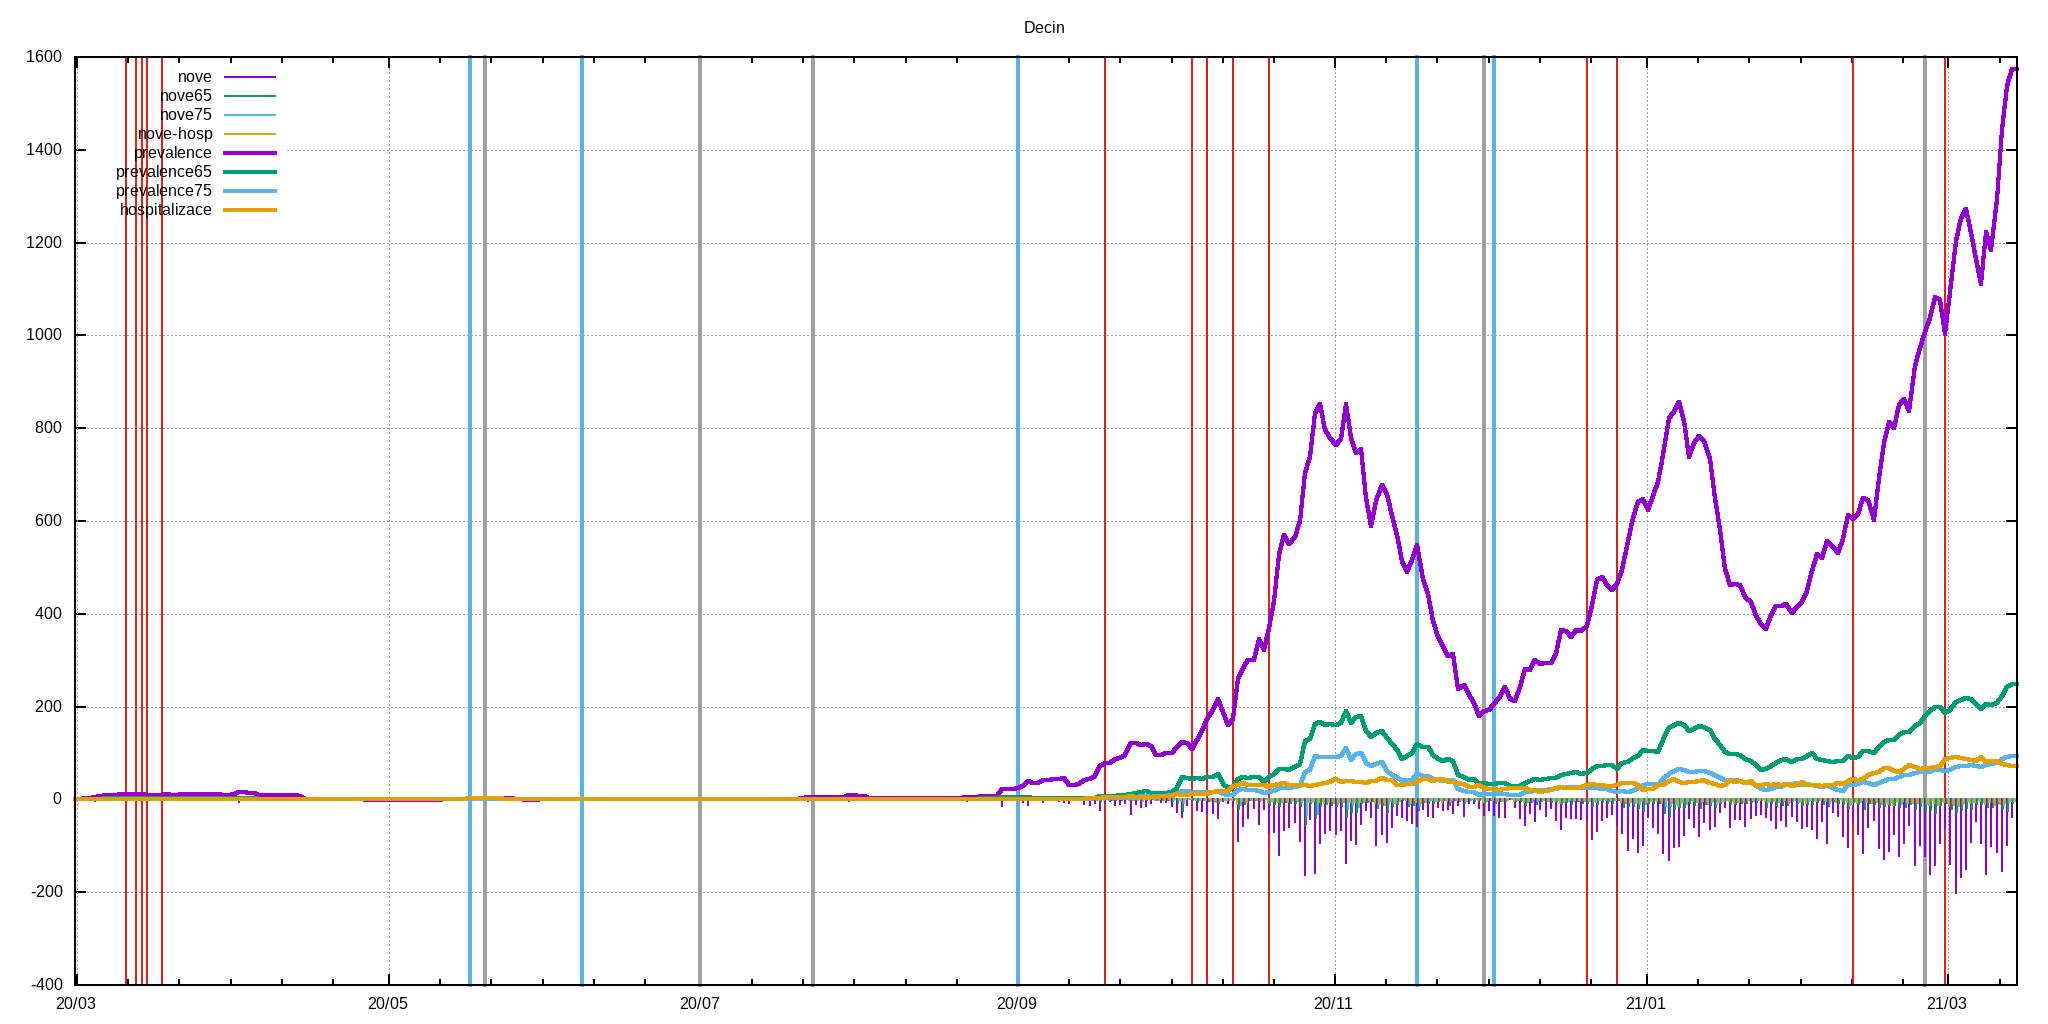 Decin
1600
1400
1200
1000
800
600
400
200
0
-200
-400
nove
nove65
nove75
nove-hosp
prevalence
prevalence65
prevalence75
hospitalizace
20/03 20/05 20/07 20/09 20/11 21/01 21/03